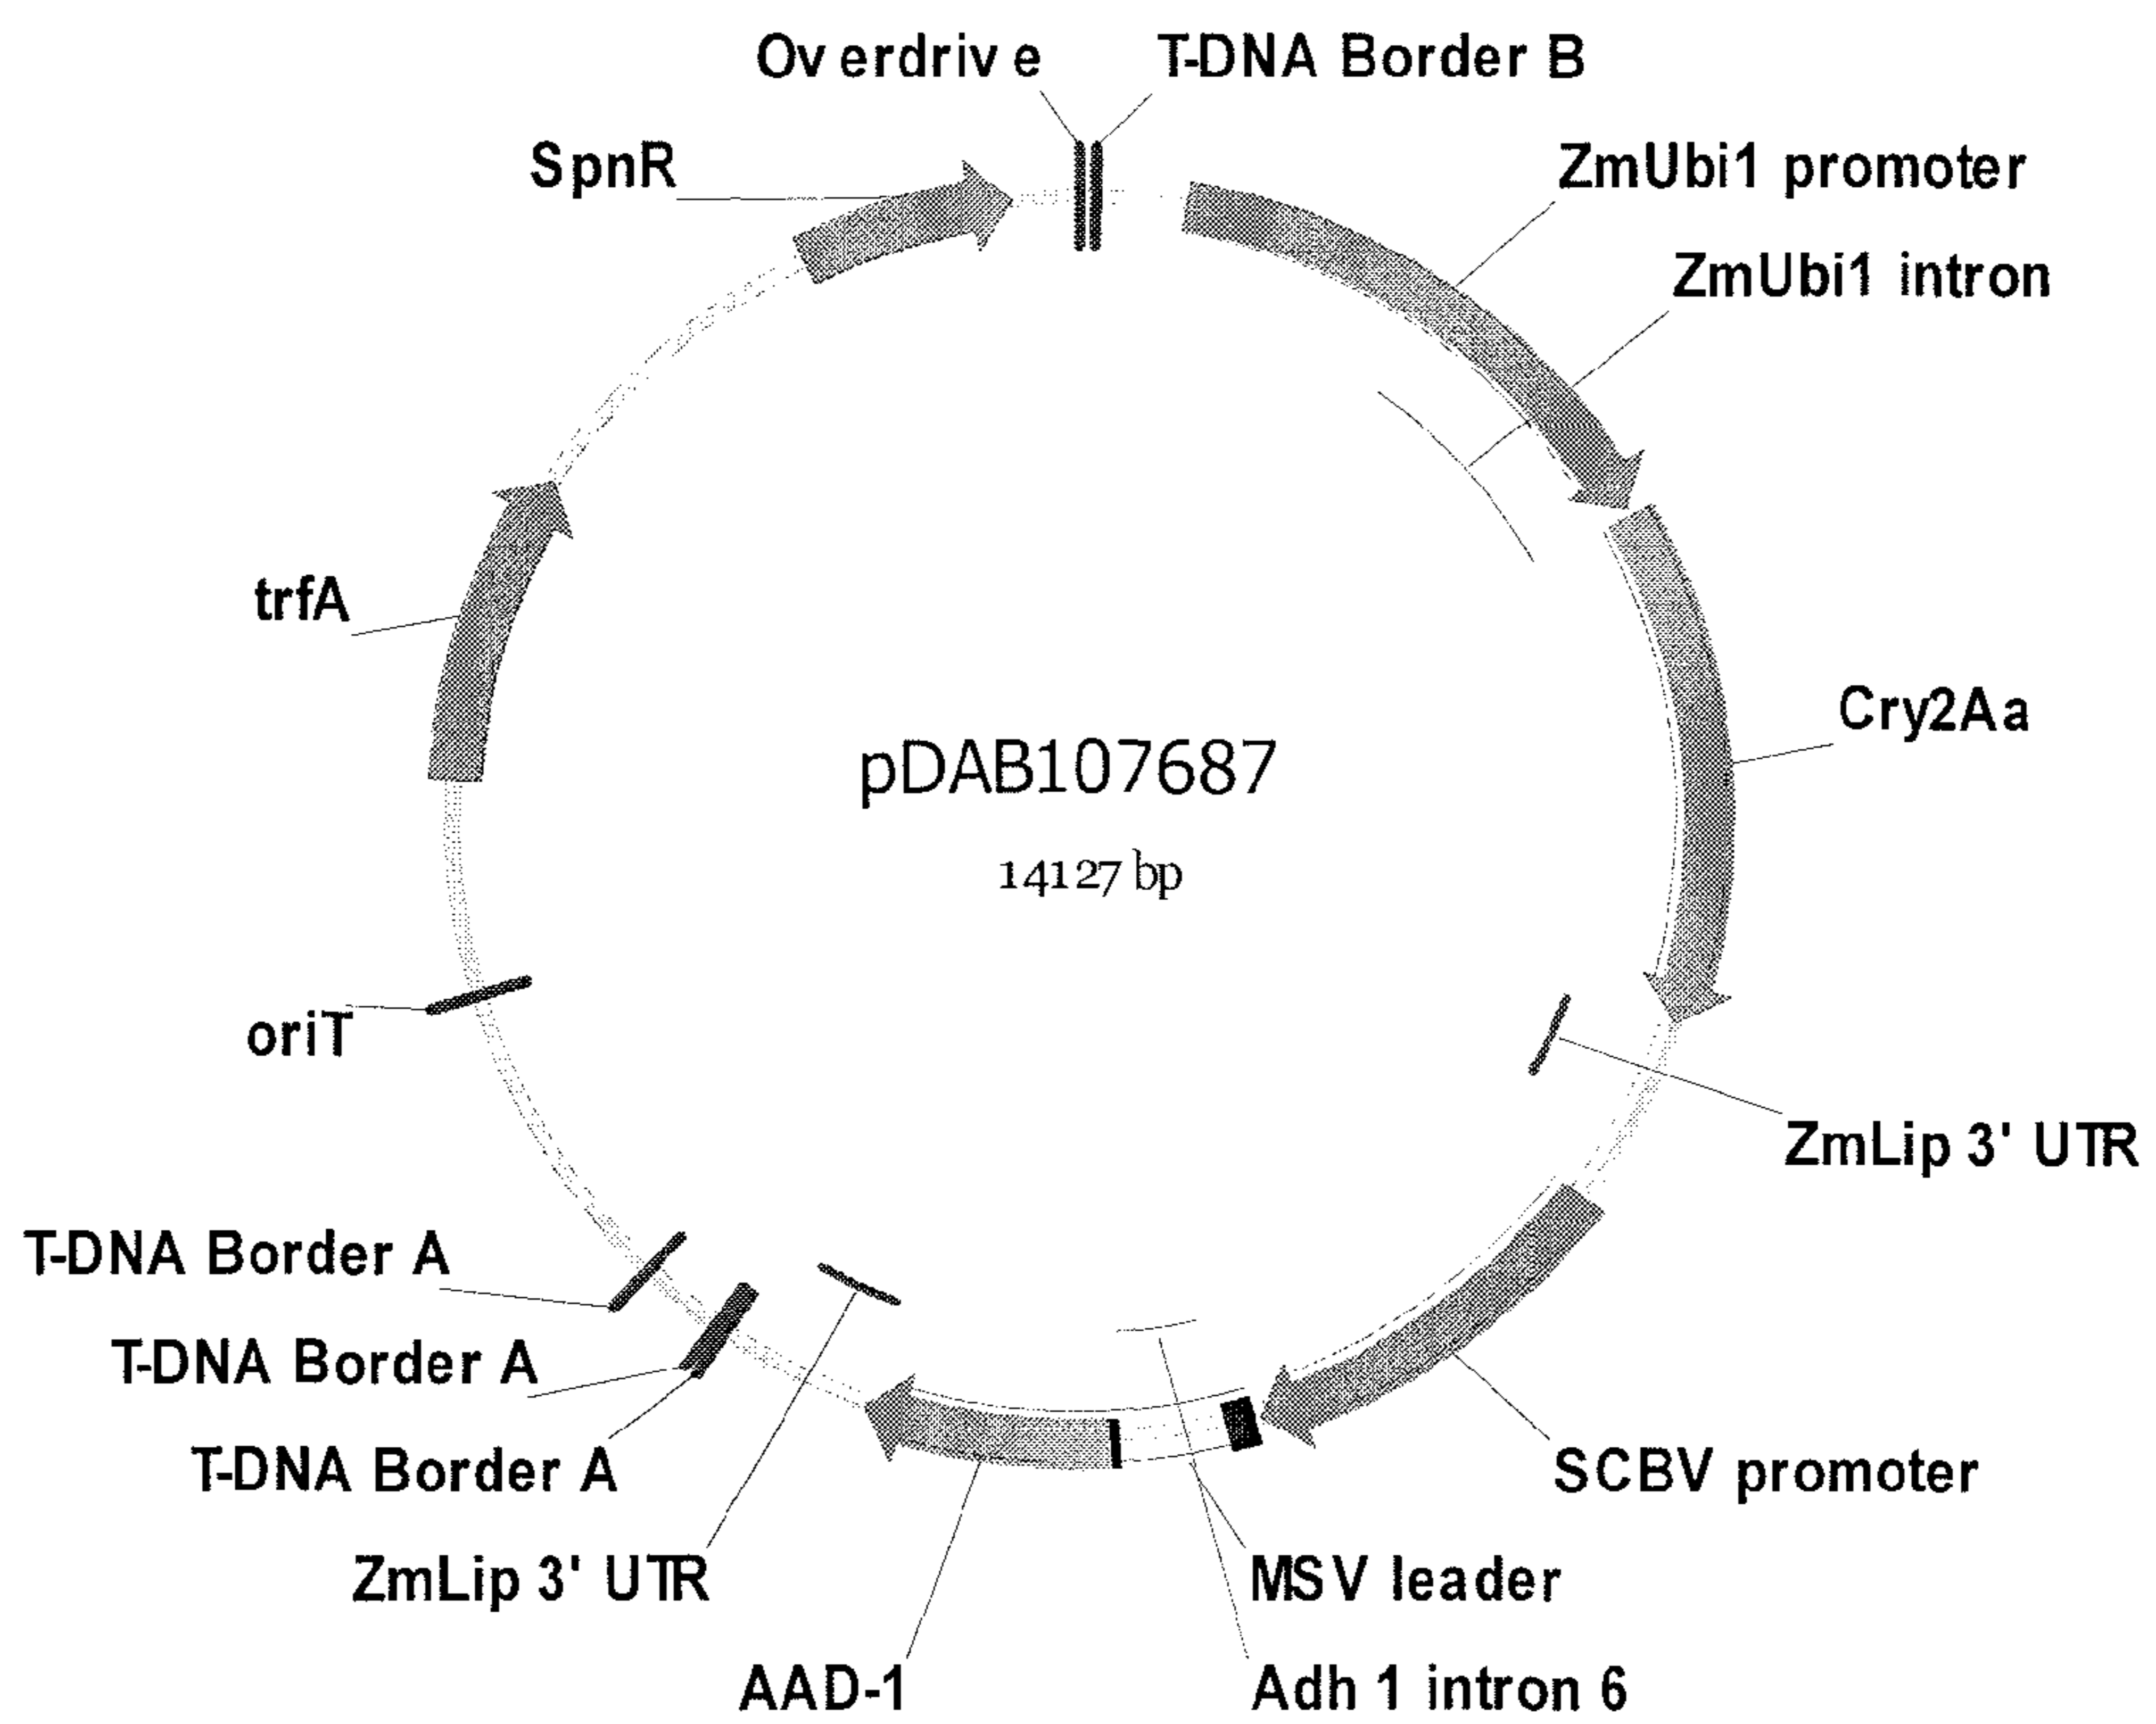 Overdrive
T-DNA Border B
SpnR
ZmUbi1 promoter
ZmUbi1 intron
trfA
Cry2Aa
pDAB107687
14127 bp
oriT
ZmLip 3' UTR
T-DNA Border A
T-DNA Border A
T-DNA Border A
SCBV promoter
ZmLip 3' UTR
MSV leader
AAD-1
Adh 1 intron 6